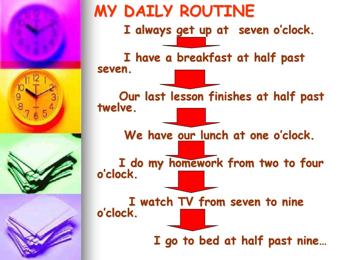 MY DAILY ROUTINE
I always get up at seven o'clock.
I have a breakfast at half past
seven.
Our last lesson finishes at half past
twelve.
We have our lunch at one o'clock.
I do my homework from two to four
o'clock.
I watch TV from seven to nine
o'clock.
I go to bed at half past nine…